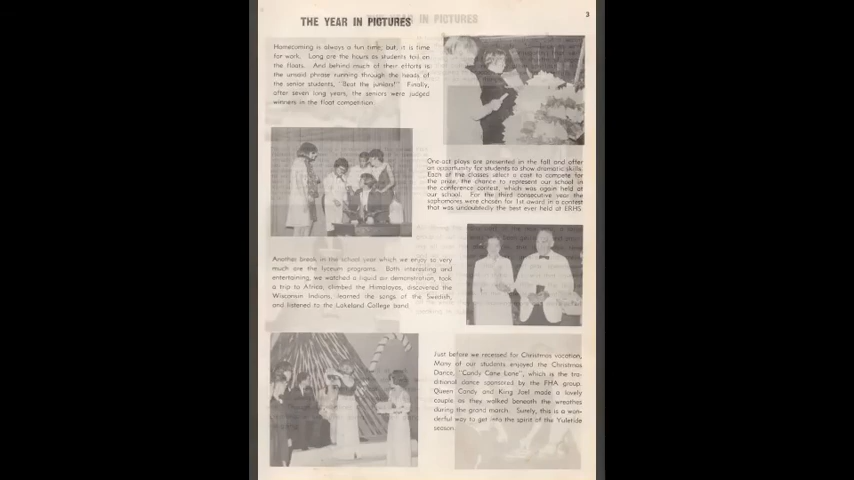 THE YEAR IN PICTURES
3
Homecoming is always a fun time, but, it is time
for work. Long are the hours as students toil on
the floats. And behind much of their efforts is
the unsaid phrase running through the heads of
the senior students, "Beat the juniors!" Finally,
after seven long years, the seniors were judged
winners in the float competition.
One-act plays are presented in the fall and offer
an opportunity for students to show dramatic skills.
Each of the classes select a cast to compete for
the prize, the chance to represent our school in
the conference contest, which was again held at
our school. For the third consecutive year the
sophomores were chosen for 1st award in a contest
that was undoubtedly the best ever held at ERHS.
Another break in the school year which we enjoy so very
much are the lyceum programs. Both interesting and
entertaining, we watched a liquid air demonstration, took
a trip to Africa, climbed the Himalayas, discovered the
Wisconsin Indians, learned the songs of the Swedish,
and listened to the Lakeland College band.
Just before we recessed for Christmas vacation,
Many of our students enjoyed the Christmas
Dance, "Candy Cane Lane", which is the tra-
ditional dance sponsored by the FHA group.
Queen Candy and King Joel made a lovely
couple as they walked beneath the wreathes
during the grand march. Surely, this is a won-
derful way to get into the spirit of the Yuletide
season.